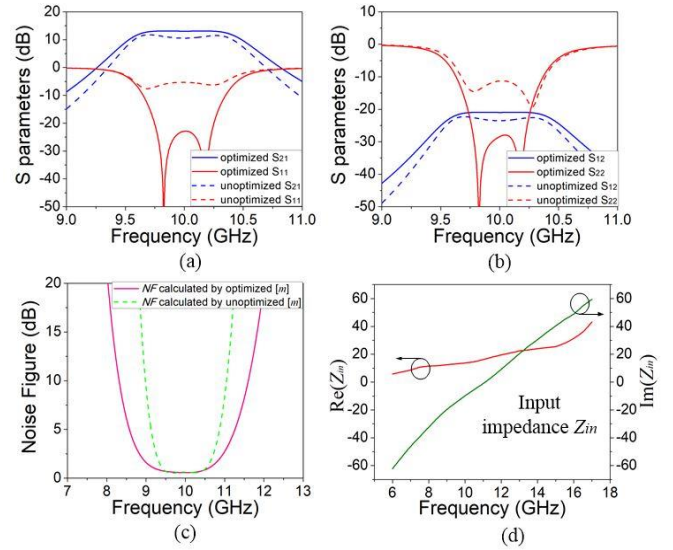 S parameters (dB)
20
10
0
-10
-20
-30
-40
-50
optimized S21
optimized S11
unoptimized S21
unoptimized S11
9.0 9.5 10.0 10.5 11.0
Frequency (GHz)
(a)
S parameters (dB)
10
0
-10
-20
-30
-40
-50
optimized S12
optimized S22
unoptimized S12
unoptimized S22
9.0 9.5 10.0 10.5 11.0
Frequency (GHz)
(b)
Noise Figure (dB)
20
15
10
5
0
NF calculated by optimized [m]
NF calculated by unoptimized [m]
7 8 9 10 11 12 13
Frequency (GHz)
(c)
Re(Zin)
60
40
20
0
-20
-40
-60
Input
impedance Zin
60
40
20
0
-20
-40
-60
Im(Zin)
6 8 10 12 14 16 18
Frequency (GHz)
(d)